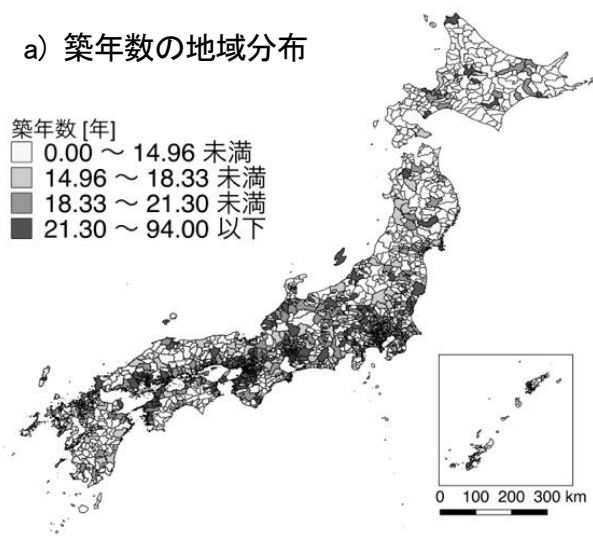 a) 築年数の地域分布
築年数 [年]
0.00 ～ 14.96 未満
14.96 ～ 18.33 未満
18.33 ～ 21.30 未満
21.30 ～ 94.00 以下
0 100 200 300 km